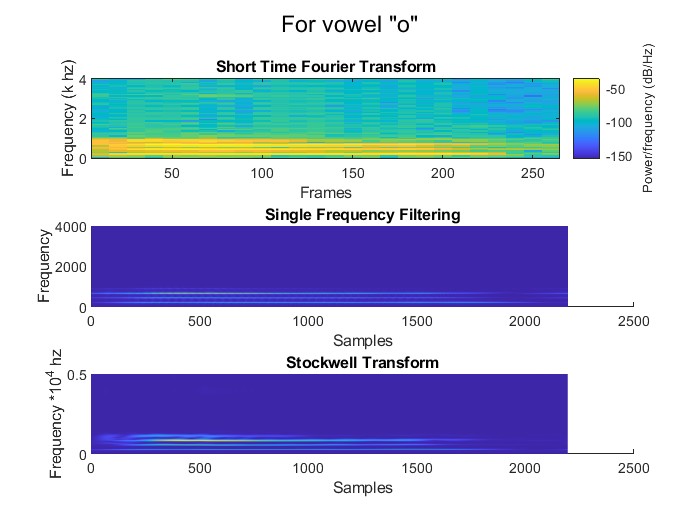 For vowel "o"
Short Time Fourier Transform
Frequency (k hz)
4
2
0
50
100
150
200
250
Frames
-50
-100
-150
Power/frequency (dB/Hz)
Single Frequency Filtering
Frequency
4000
2000
0
0
500
1000
1500
2000
2500
Samples
Stockwell Transform
Frequency *10^4 hz
0.5
0
0
500
1000
1500
2000
2500
Samples